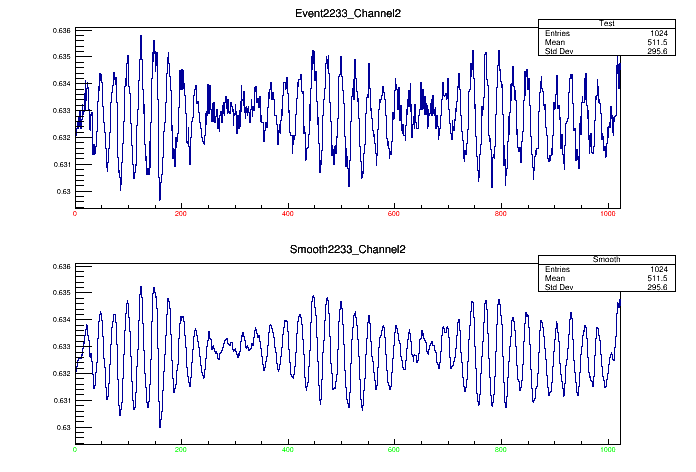 Event2233_Channel2
Test
Entries 1024
Mean 511.5
Std Dev 295.6
0.636
0.635
0.634
0.633
0.632
0.631
0.63
0 200 400 600 800 1000
Smooth2233_Channel2
Smooth
Entries 1024
Mean 511.5
Std Dev 295.6
0.636
0.635
0.634
0.633
0.632
0.631
0.63
0 200 400 600 800 1000